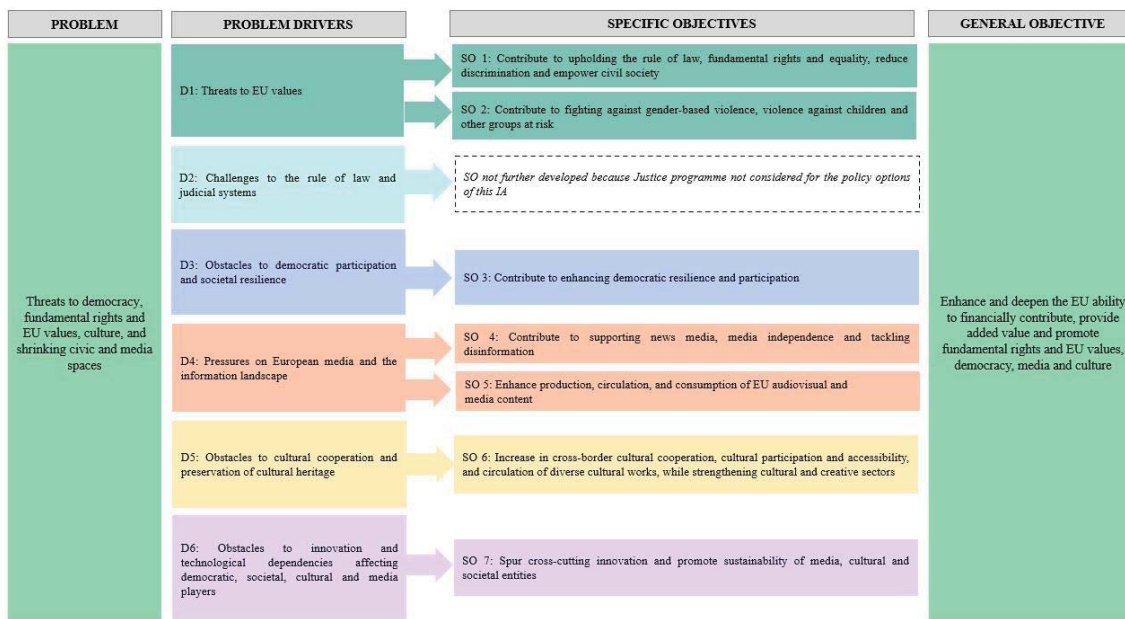 PROBLEM
PROBLEM DRIVERS
SPECIFIC OBJECTIVES
GENERAL OBJECTIVE
Threats to democracy,
fundamental rights and
EU values, culture, and
shrinking civic and media
spaces
D1: Threats to EU values
SO 1: Contribute to upholding the rule of law, fundamental rights and equality, reduce
discrimination and empower civil society
SO 2: Contribute to fighting against gender-based violence, violence against children and
other groups at risk
D2: Challenges to the rule of law and
judicial systems
SO not further developed because Justice programme not considered for the policy options
of this IA
D3: Obstacles to democratic participation
and societal resilience
SO 3: Contribute to enhancing democratic resilience and participation
D4: Pressures on European media and the
information landscape
SO 4: Contribute to supporting news media, media independence and tackling
disinformation
SO 5: Enhance production, circulation, and consumption of EU audiovisual and
media content
D5: Obstacles to cultural cooperation and
preservation of cultural heritage
SO 6: Increase in cross-border cultural cooperation, cultural participation and accessibility,
and circulation of diverse cultural works, while strengthening cultural and creative sectors
D6: Obstacles to innovation and
technological dependencies affecting
democratic, societal, cultural and media
players
SO 7: Spur cross-cutting innovation and promote sustainability of media, cultural and
societal entities
Enhance and deepen the EU ability
to financially contribute, provide
added value and promote
fundamental rights and EU values,
democracy, media and culture